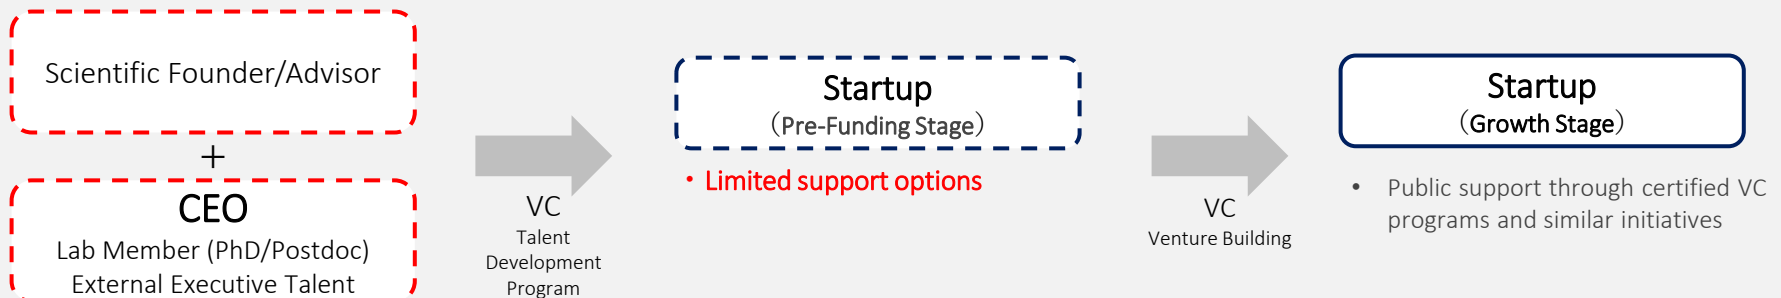 Scientific Founder/Advisor
+
CEO
Lab Member (PhD/Postdoc)
External Executive Talent
VC
Talent
Development
Program
Startup
（Pre-Funding Stage）
・Limited support options
VC
Venture Building
Startup
（Growth Stage）
• Public support through certified VC
programs and similar initiatives